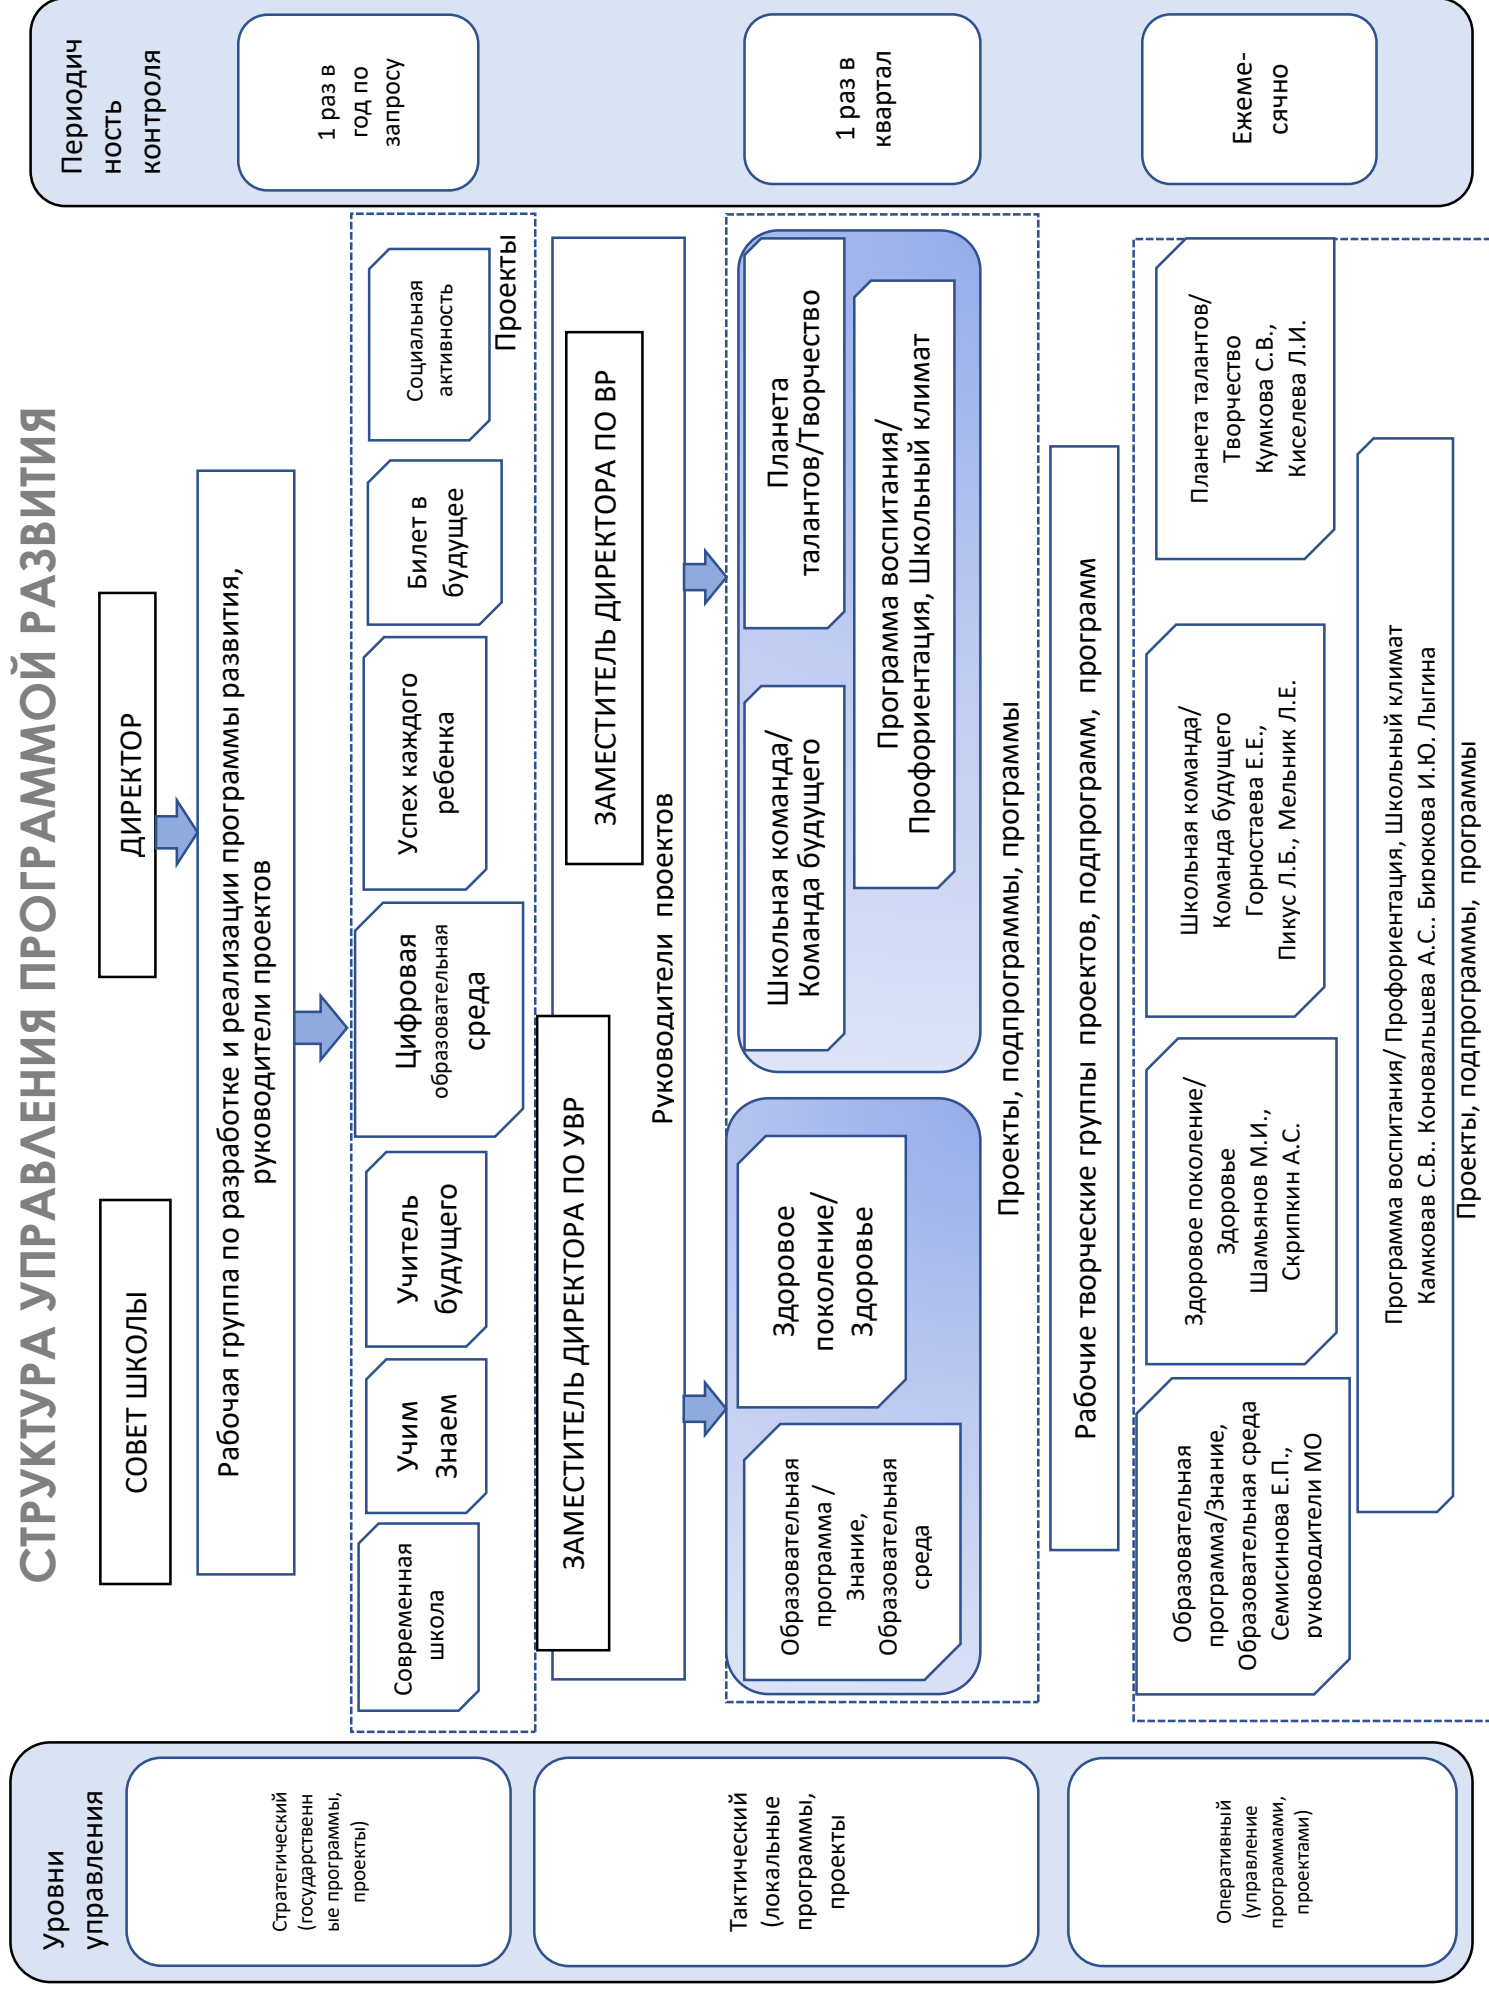 СТРУКТУРА УПРАВЛЕНИЯ ПРОГРАММОЙ РАЗВИТИЯ
Уровни
управления
Стратегический
(государственн
ые программы,
проекты)
Тактический
(локальные
программы,
проекты
Оперативный
(управление
программами,
проектами)
СОВЕТ ШКОЛЫ
ДИРЕКТОР
Рабочая группа по разработке и реализации программы развития,
руководители проектов
Современная
школа
Учим
Знаем
Учитель
будущего
Цифровая
образовательная
среда
Успех каждого
ребенка
Билет в
будущее
Социальная
активность
Проекты
ЗАМЕСТИТЕЛЬ ДИРЕКТОРА ПО УВР
ЗАМЕСТИТЕЛЬ ДИРЕКТОРА ПО ВР
Руководители проектов
Образовательная
программа /
Знание,
Образовательная
среда
Здоровое
поколение/
Здоровье
Школьная команда/
Команда будущего
Планета
талантов/Творчество
Программа воспитания/
Профориентация, Школьный климат
Проекты, подпрограммы, программы
Рабочие творческие группы проектов, подпрограмм, программ
Образовательная
программа/Знание,
Образовательная среда
Семисинова Е.П.,
руководители МО
Здоровое поколение/
Здоровье
Шамьянов М.И.,
Скрипкин А.С.
Школьная команда/
Команда будущего
Горностаева Е.Е.,
Пикус Л.Б., Мельник Л.Е.
Планета талантов/
Творчество
Кумкова С.В.,
Киселева Л.И.
Программа воспитания/ Профориентация, Школьный климат
Камковав С.В.. Коновальцева А.С.. Бирюкова И.Ю. Лыгина
Проекты, подпрограммы, программы
Периодич
ность
контроля
1 раз в
год по
запросу
1 раз в
квартал
Ежеме-
сячно